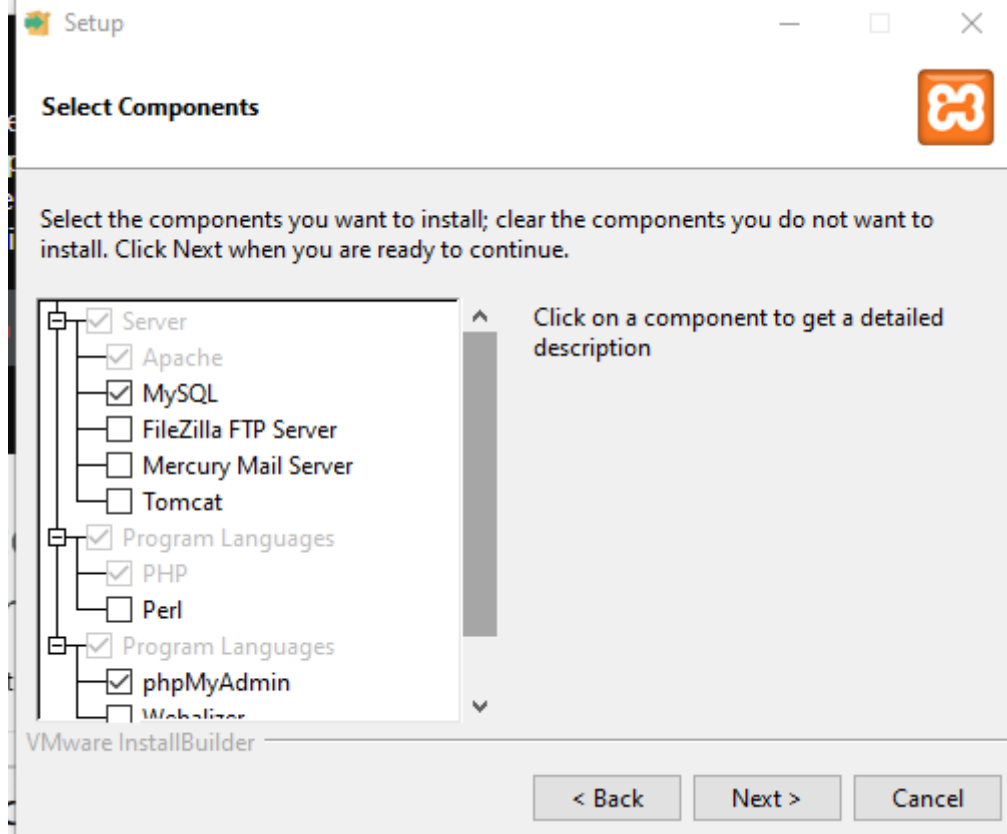 Setup
Select Components
Select the components you want to install; clear the components you do not want to
install. Click Next when you are ready to continue.
Server
Apache
MySQL
FileZilla FTP Server
Mercury Mail Server
Tomcat
Program Languages
PHP
Perl
Program Languages
phpMyAdmin
Webalizer
Click on a component to get a detailed
description
VMware InstallBuilder
< Back
Next >
Cancel